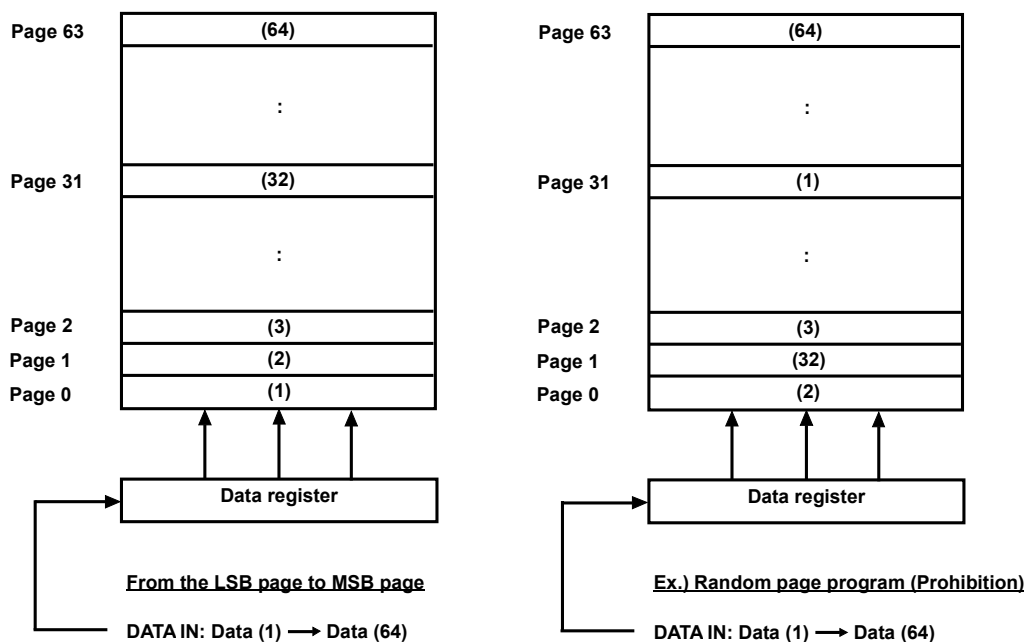 Page 63 (64)
:
Page 31 (32)
:
Page 2 (3)
Page 1 (2)
Page 0 (1)
Data register
From the LSB page to MSB page
DATA IN: Data (1) → Data (64)
Page 63 (64)
:
Page 31 (1)
:
Page 2 (3)
Page 1 (32)
Page 0 (2)
Data register
Ex.) Random page program (Prohibition)
DATA IN: Data (1) → Data (64)